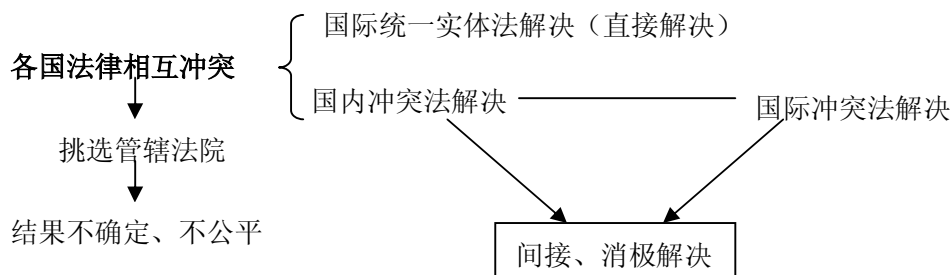 国际统一实体法解决（直接解决）
各国法律相互冲突
国内冲突法解决
国际冲突法解决
挑选管辖法院
结果不确定、不公平
间接、消极解决